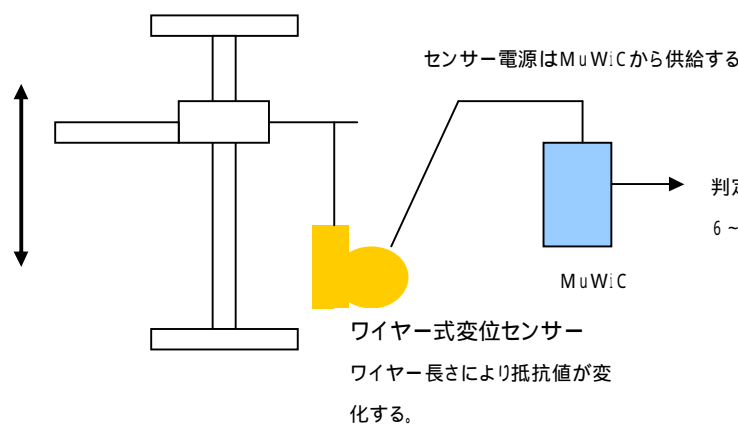 センサー電源はMuWiCから供給する
判定
6～
MuWiC
ワイヤー式変位センサー
ワイヤー長さにより抵抗値が変
化する。